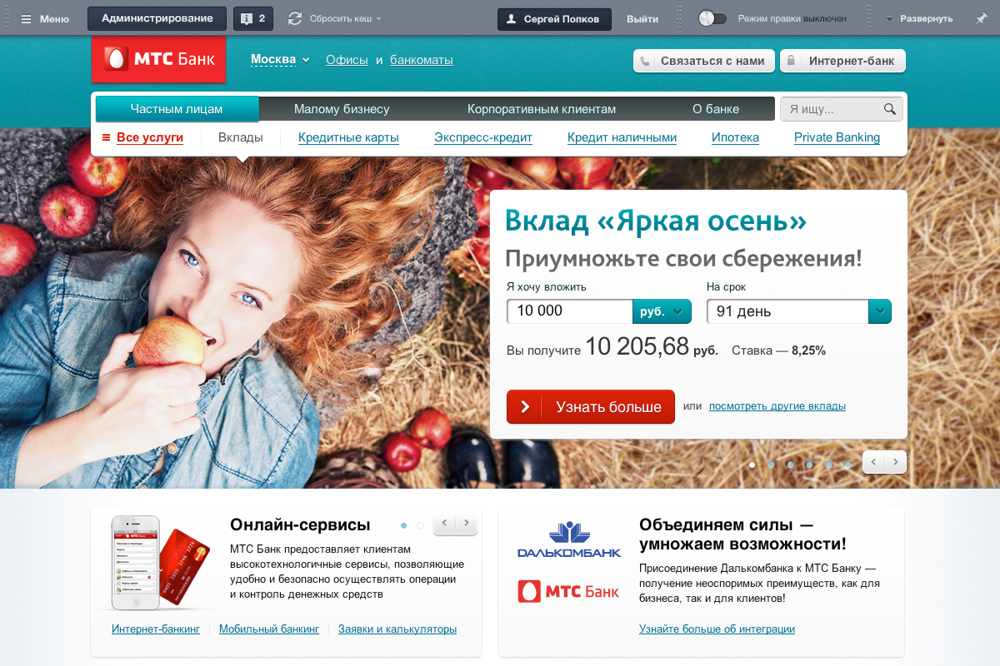 Меню
Администрирование
2
Сбросить кеш
Сергей Попков
Выйти
Режим правки выключен
Развернуть
МТС Банк
Москва
Офисы и банкоматы
Связаться с нами
Интернет-банк
Частным лицам
Малому бизнесу
Корпоративным клиентам
О банке
Я ищу...
Все услуги
Вклады
Кредитные карты
Экспресс-кредит
Кредит наличными
Ипотека
Private Banking
Вклад «Яркая осень»
Приумножьте свои сбережения!
Я хочу вложить
На срок
10 000
руб.
91 день
Вы получите 10 205,68 руб.
Ставка — 8,25%
Узнать больше
или посмотреть другие вклады
Онлайн-сервисы
МТС Банк предоставляет клиентам
высокотехнологичные сервисы, позволяющие
удобно и безопасно осуществлять операции
и контроль денежных средств
Интернет-банкинг
Мобильный банкинг
Заявки и калькуляторы
ДАЛЬКОМБАНК
МТС Банк
Объединяем силы —
умножаем возможности!
Присоединение Далькомбанка к МТС Банку —
получение неоспоримых преимуществ, как для
бизнеса, так и для клиентов!
Узнайте больше об интеграции